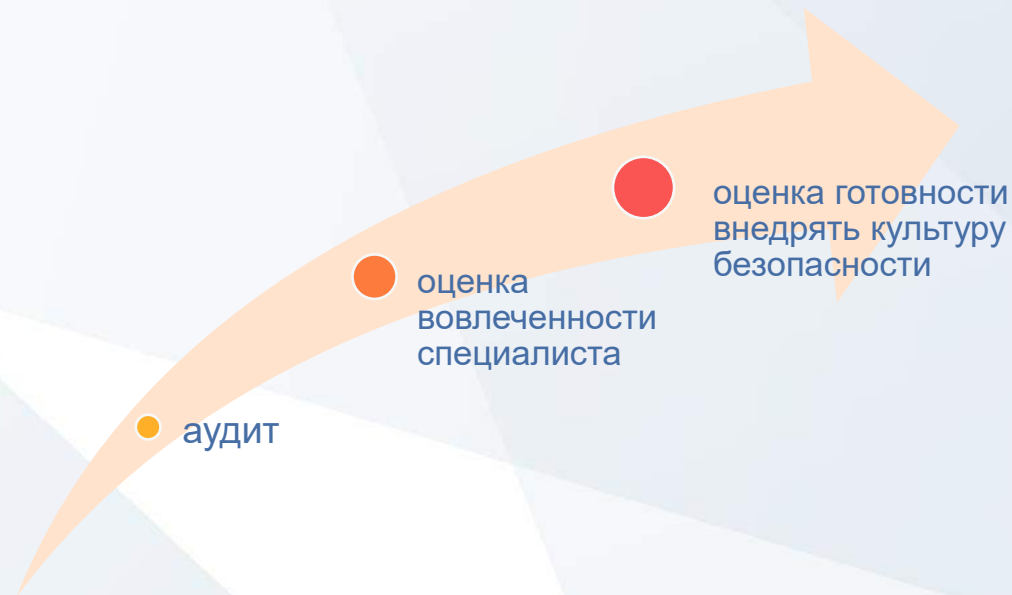 аудит
оценка
вовлеченности
специалиста
оценка готовности
внедрять культуру
безопасности